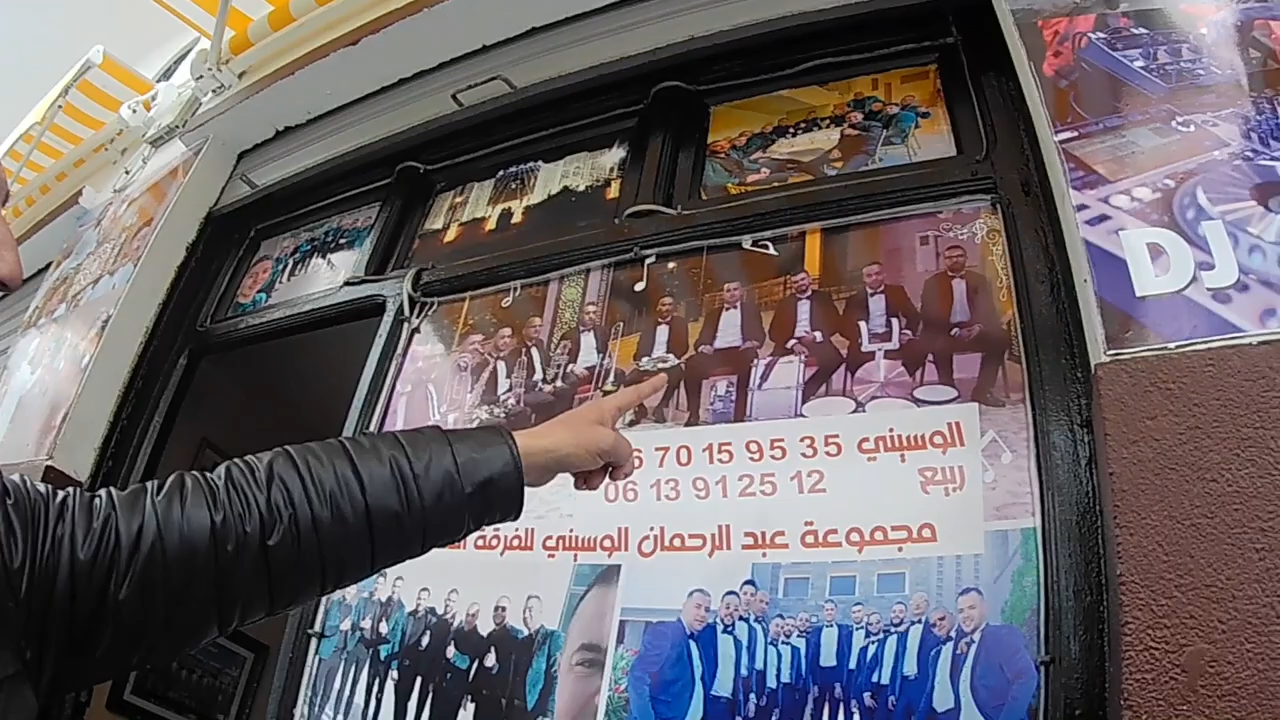 DJ
الوسيني 6 70 15 95 35
ربيع 06 13 91 25 12
مجموعة عبد الرحمان الوسيني للفرقة